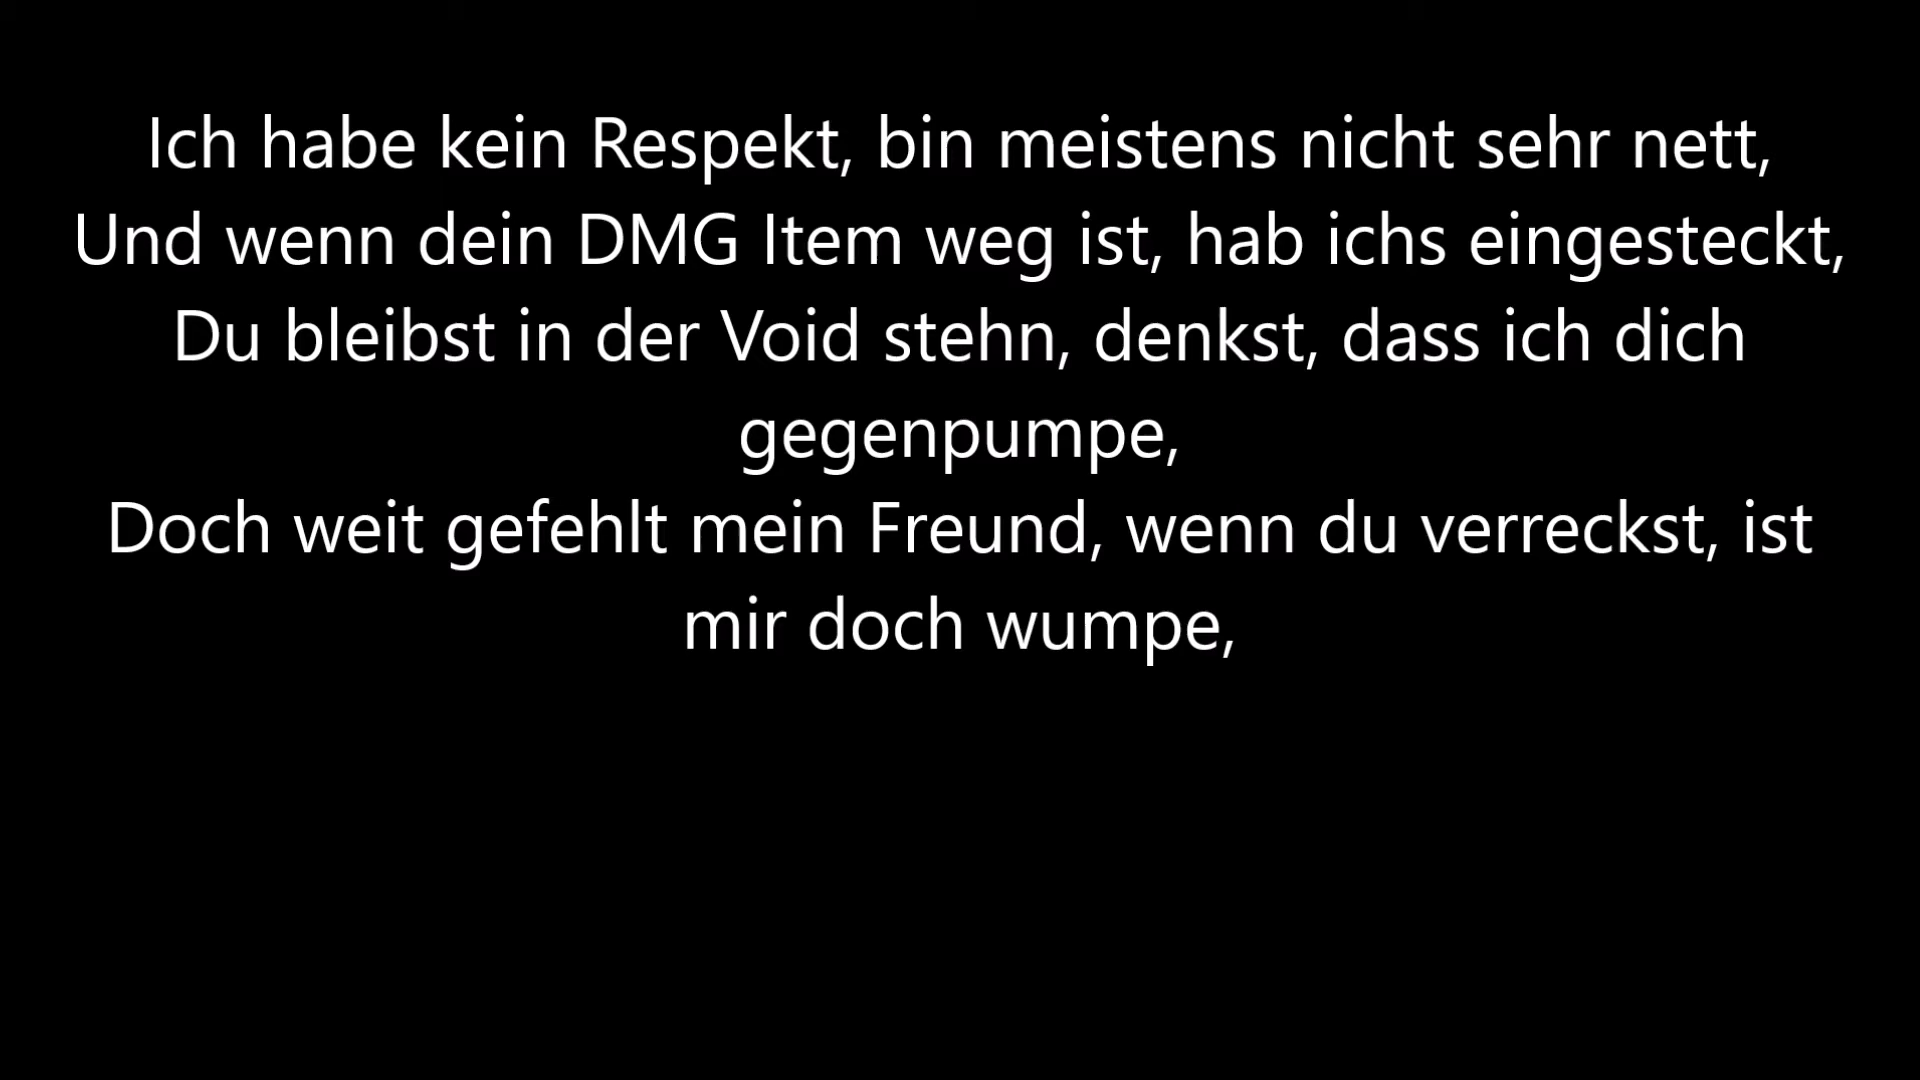 Ich habe kein Respekt, bin meistens nicht sehr nett,
Und wenn dein DMG Item weg ist, hab ichs eingesteckt,
Du bleibst in der Void stehn, denkst, dass ich dich
gegenpumpe,
Doch weit gefehlt mein Freund, wenn du verreckst, ist
mir doch wumpe,